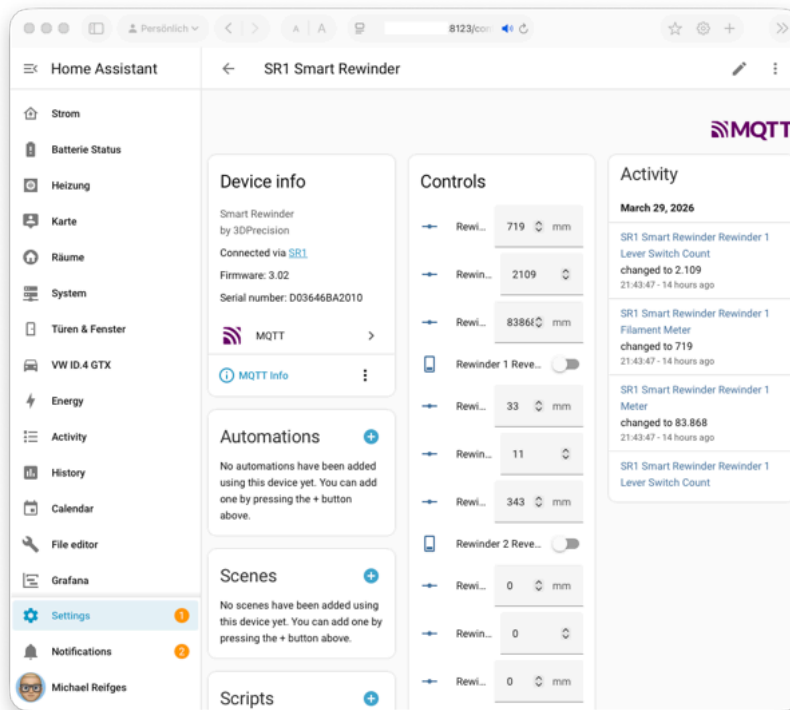 Persönlich
A A
8123/con
Home Assistant
SR1 Smart Rewinder
Strom
Batterie Status
Heizung
Karte
Räume
System
Türen & Fenster
VW ID.4 GTX
Energy
Activity
History
Calendar
File editor
Grafana
Settings
1
Notifications
2
Michael Reifges
MQTT
Device info
Smart Rewinder
by 3DPrecision
Connected via SR1
Firmware: 3.02
Serial number: D03646BA2010
MQTT
MQTT Info
Automations
No automations have been added
using this device yet. You can add
one by pressing the + button
above.
Scenes
No scenes have been added using
this device yet. You can add one by
pressing the + button above.
Scripts
Controls
Rewi... 719 mm
Rewin... 2109
Rewi... 83868 mm
Rewinder 1 Reve...
Rewi... 33 mm
Rewin... 11
Rewi... 343 mm
Rewinder 2 Reve...
Rewi... 0 mm
Rewin... 0
Rewi... 0 mm
Activity
March 29, 2026
SR1 Smart Rewinder Rewinder 1
Lever Switch Count
changed to 2.109
21:43:47 - 14 hours ago
SR1 Smart Rewinder Rewinder 1
Filament Meter
changed to 719
21:43:47 - 14 hours ago
SR1 Smart Rewinder Rewinder 1
Meter
changed to 83.868
21:43:47 - 14 hours ago
SR1 Smart Rewinder Rewinder 1
Lever Switch Count